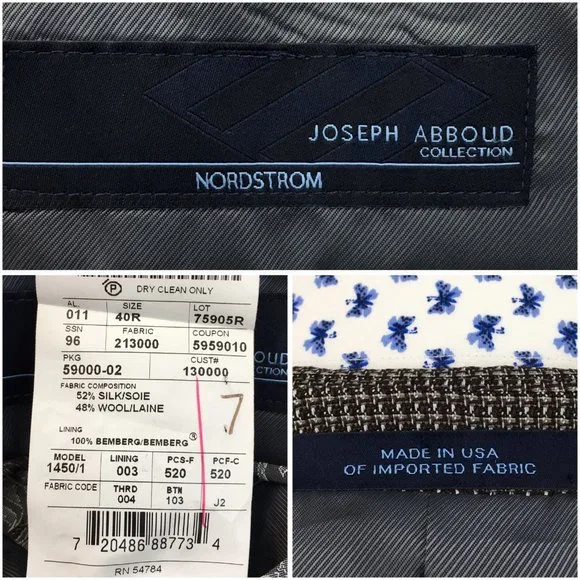 JOSEPH ABBOUD
COLLECTION
NORDSTROM
P DRY CLEAN ONLY
AL. SIZE LOT
011 40R 75905R
SSN FABRIC COUPON
96 213000 5959010
PKG CUST#
59000-02 130000
FABRIC COMPOSITION
52% SILK/SOIE
48% WOOL/LAINE
7
LINING
100% BEMBERG/BEMBERG®
MODEL LINING PCS-F PCF-C
1450/1 003 520 520
FABRIC CODE THRD BTN
004 103 J2
7 20486 88773 4
RN 54784
BBOUD
OLLECTION
MADE IN USA
OF IMPORTED FABRIC